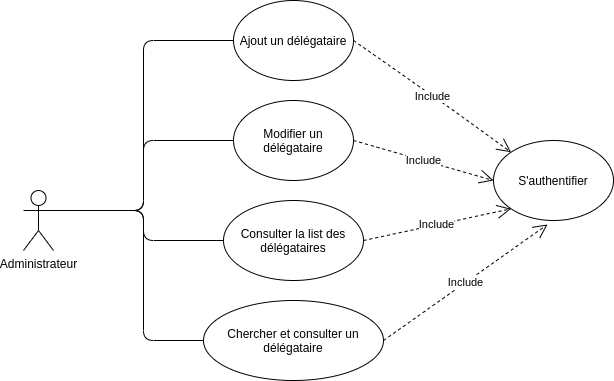 Ajout un délégataire
Include
Modifier un
délégataire
Include
S'authentifier
Administrateur
Consulter la list des
délégataires
Include
Include
Chercher et consulter un
délégataire